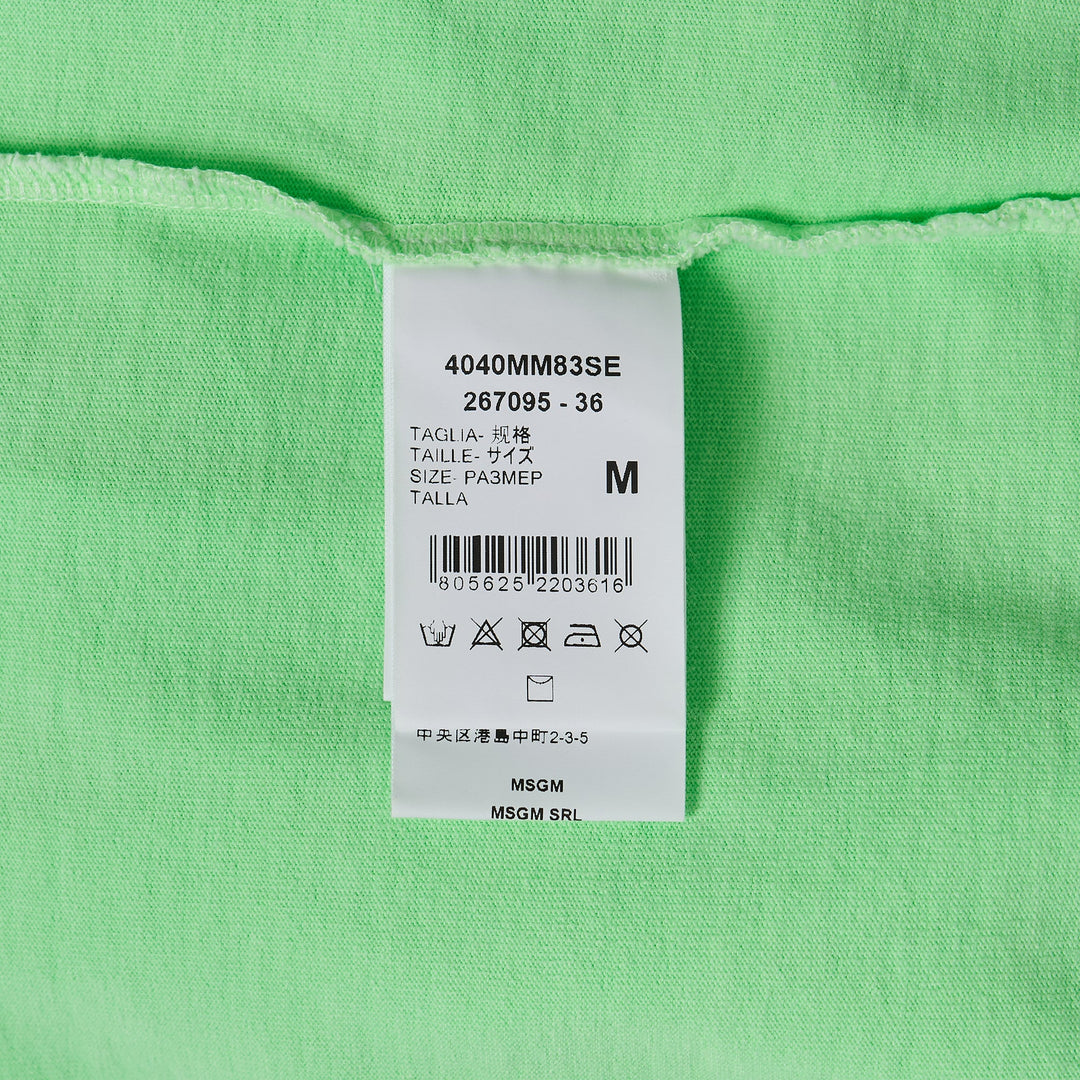 4040MM83SE
267095 - 36
TAGLIA- 规格
TAILLE- サイズ
SIZE- РАЗМЕР
TALLA
M
805625 2203616
中央区港島中町2-3-5
MSGM
MSGM SRL